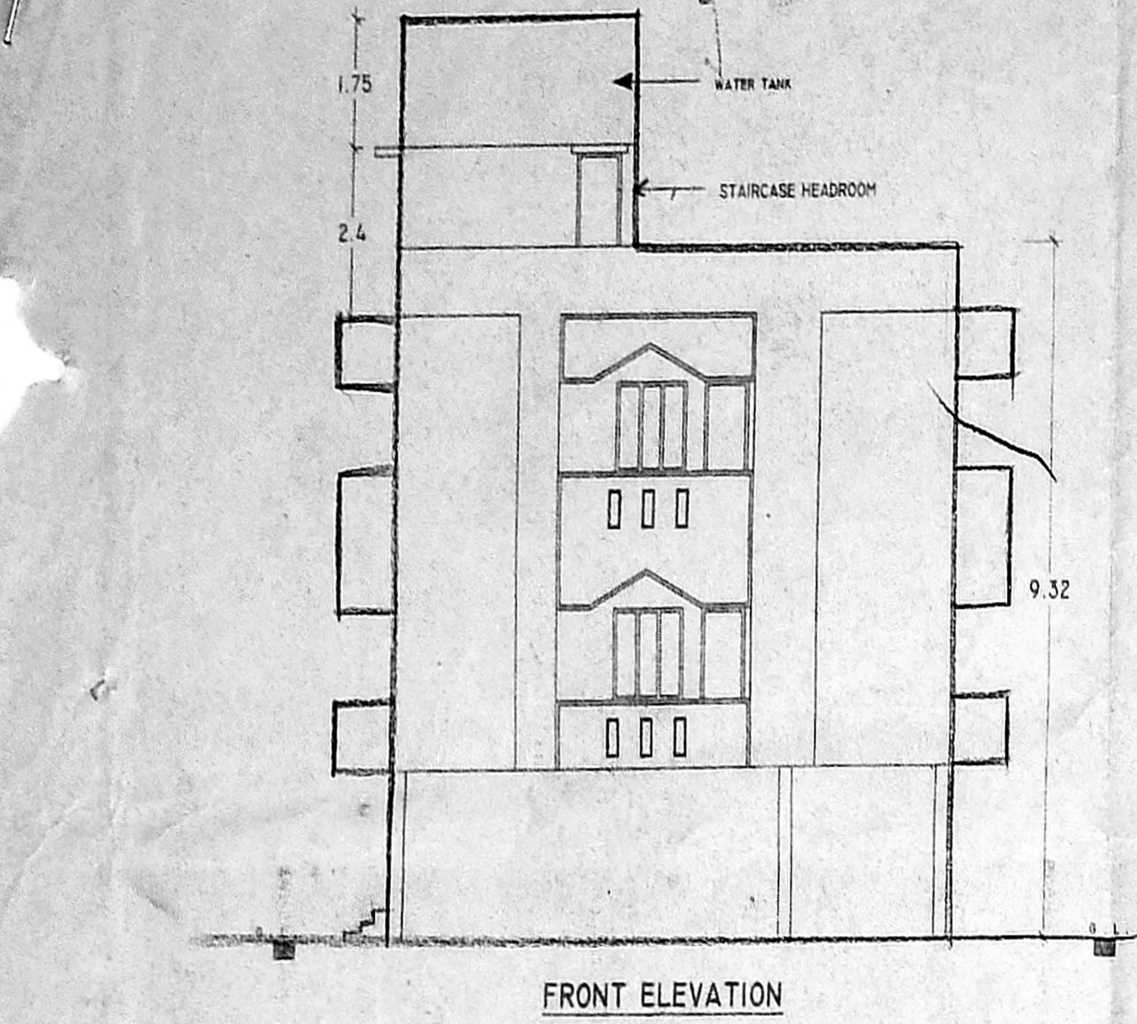 1.75
WATER TANK
STAIRCASE HEADROOM
2.4
9.32
FRONT ELEVATION